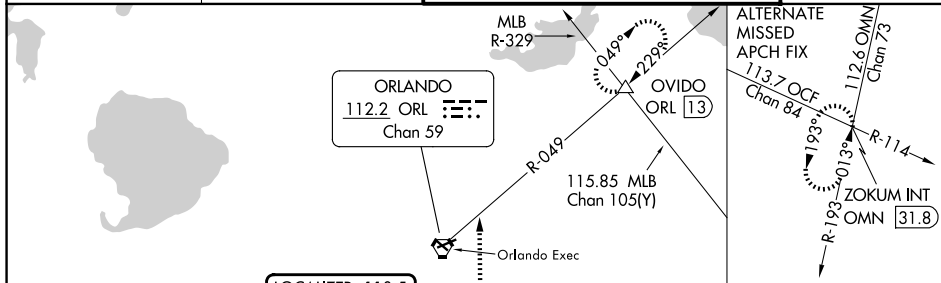 MLB
R-329
049°
229°
OVIDO
ORL 13
ORLANDO
112.2 ORL
Chan 59
R-049
115.85 MLB
Chan 105(Y)
Orlando Exec
ALTERNATE
MISSED
APCH FIX
112.6 OMN
Chan 73
113.7 OCF
Chan 84
R-114
193°
013°
R-193
ZOKUM INT
OMN 31.8